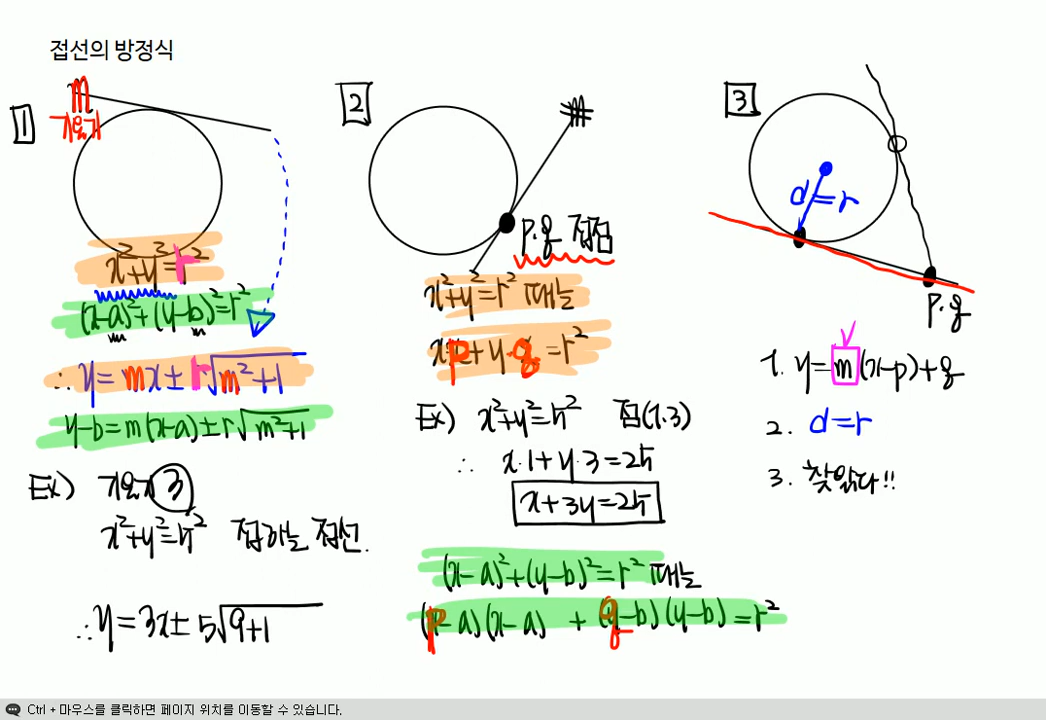 접선의 방정식
1
m
기울기
x²+y²=r²
(x-a)²+(y-b)²=r²
∴ y=mx±r√m²+1
y-b=m(x-a)±r√m²+1
Ex) 기울기 3
x²+y²=5² 접하는 접선.
∴ y=3x±5√9+1
2
p.q 접점
x²+y²=r² 때는
x·p+y·q=r²
Ex) x²+y²=5² 점(1.3)
∴ x·1+y·3=25
x+3y=25
(x-a)²+(y-b)²=r² 때는
(p-a)(x-a) + (q-b)(y-b)=r²
3
d=r
p.q
1. y=m(x-p)+q
2. d=r
3. 찾았다!!
Ctrl + 마우스를 클릭하면 페이지 위치를 이동할 수 있습니다.